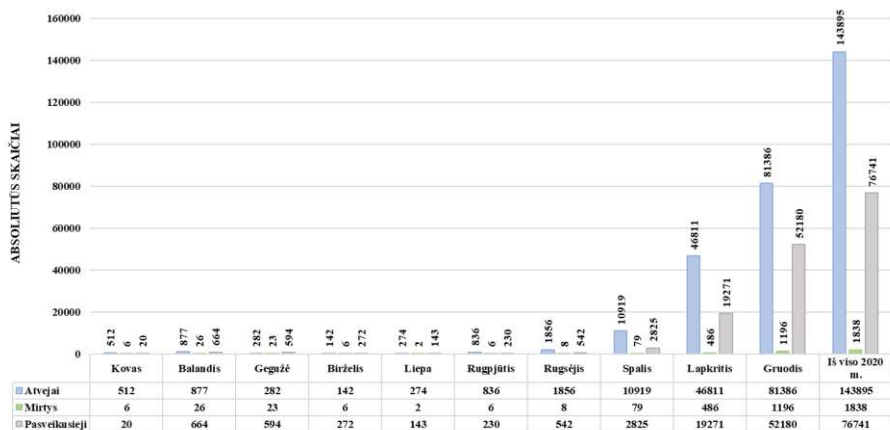 ABSOLIUTŪS SKAIČIAI
160000
140000
120000
100000
80000
60000
40000
20000
0
512 6 20
877 26 664
282 23 594
142 6 272
274 2 143
836 6 230
1856 8 542
10919 79 2825
46811 486 19271
81386 1196 52180
143895 1838 76741
Kovas Balandis Gegužė Birželis Liepa Rugpjūtis Rugsėjis Spalis Lapkritis Gruodis Iš viso 2020
m.
Atvejai 512 877 282 142 274 836 1856 10919 46811 81386 143895
Mirtys 6 26 23 6 2 6 8 79 486 1196 1838
Pasveikusieji 20 664 594 272 143 230 542 2825 19271 52180 76741